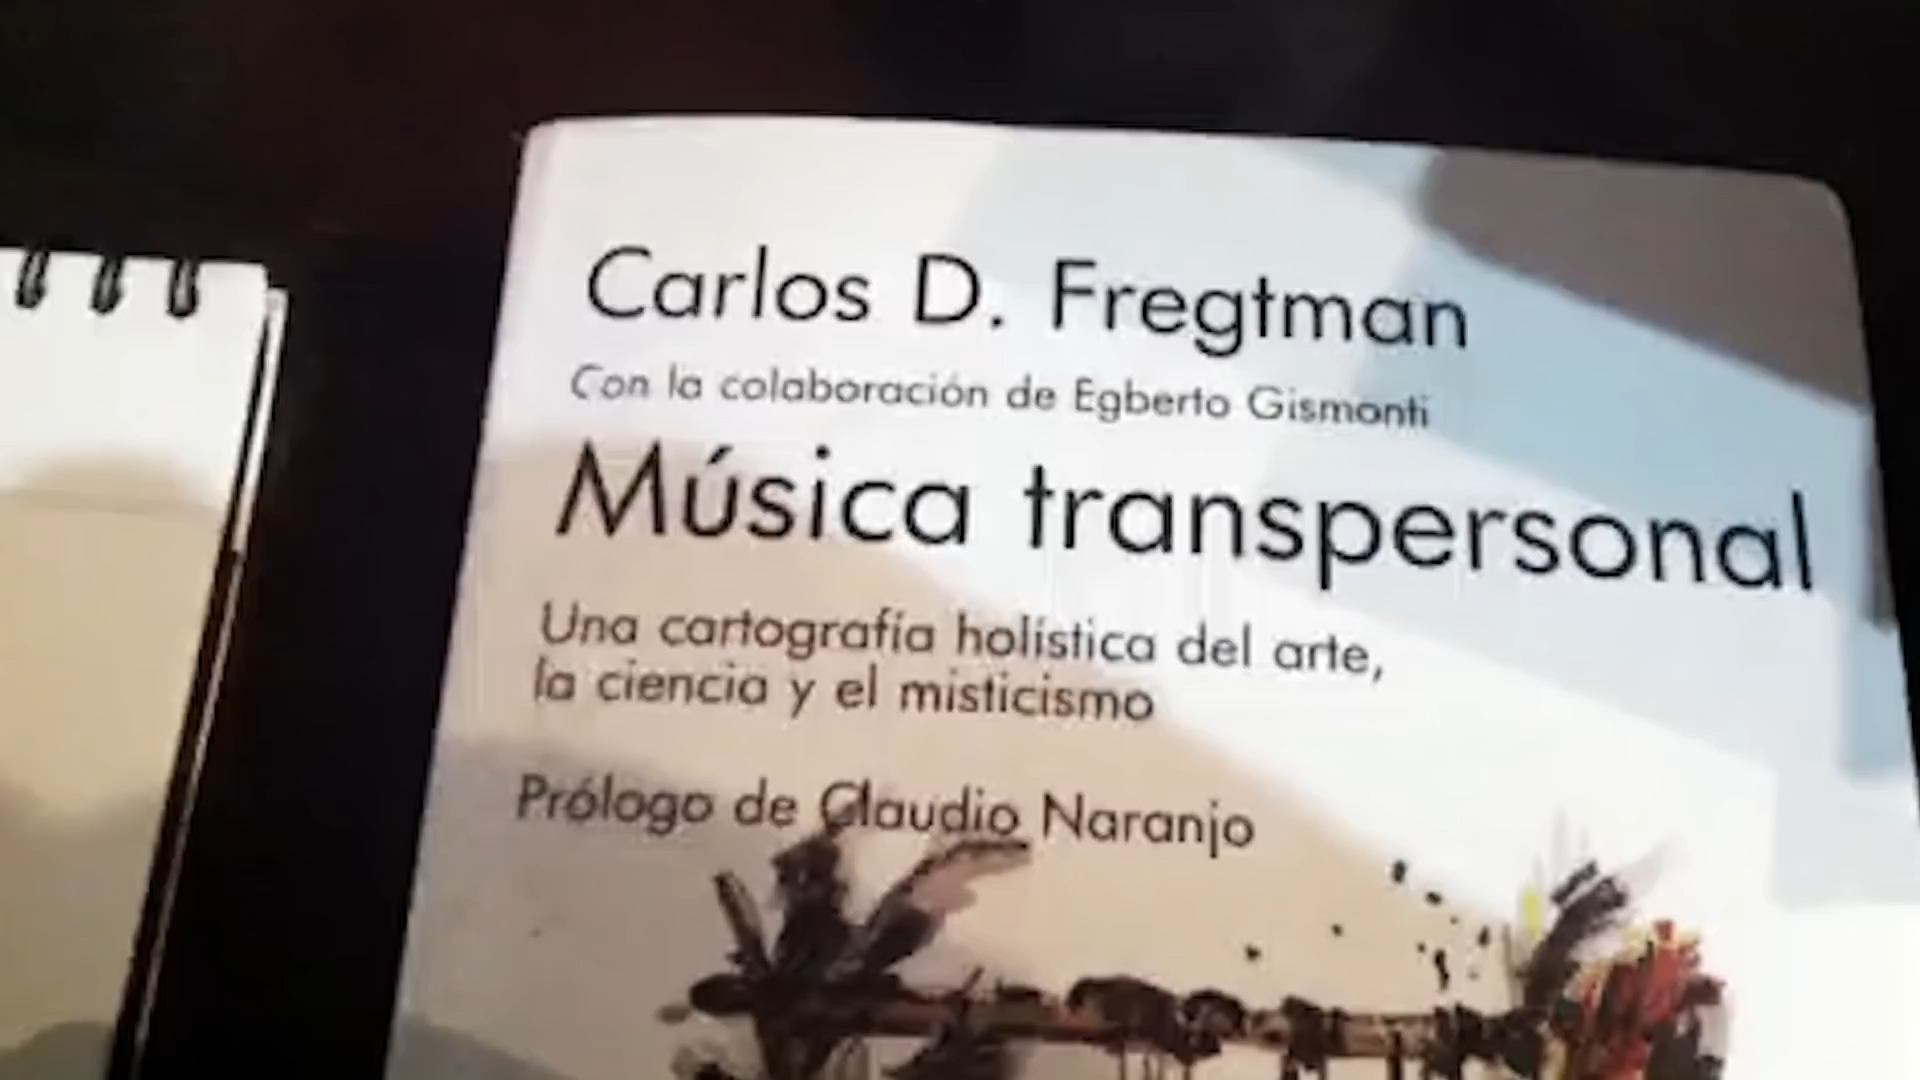 Carlos D. Fregtman
Con la colaboración de Egberto Gismonti
Música transpersonal
Una cartografía holística del arte,
la ciencia y el misticismo
Prólogo de Claudio Naranjo